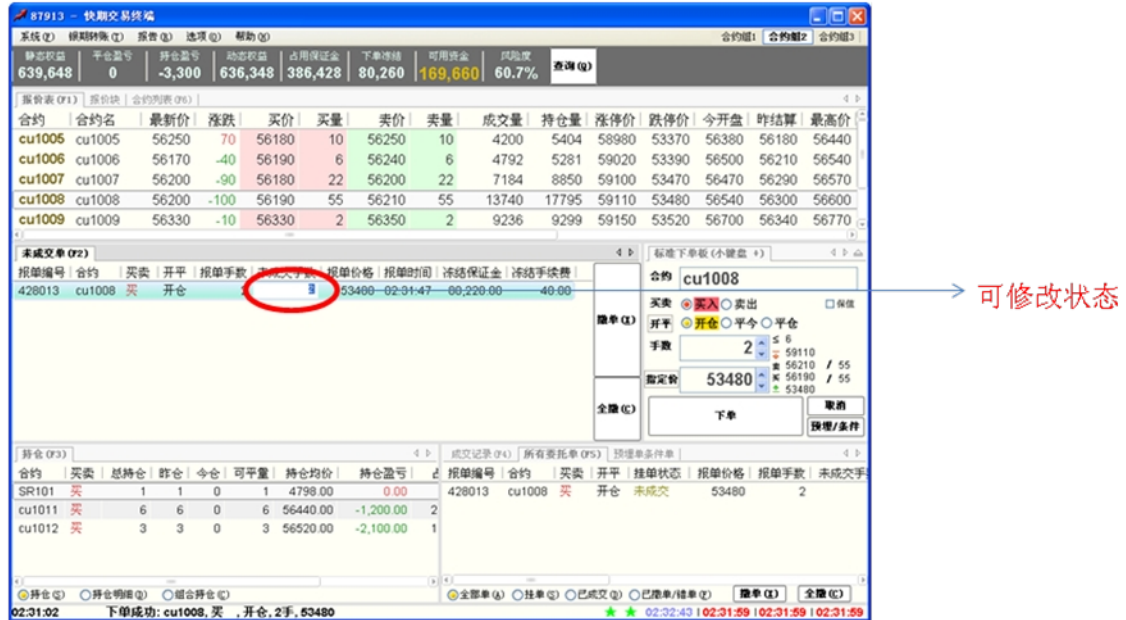 87913 - 快期交易终端
系统(P) 银期转账(T) 报告(R) 选项(O) 帮助(X) 合约组1 合约组2 合约组3
静态权益 平仓盈亏 持仓盈亏 动态权益 占用保证金 下单冻结 可用资金 风险度
639,648 0 -3,300 636,348 386,428 80,260 169,660 60.7% 查询(Q)
报价表(F1) 报价块 合约列表(F6)
合约 合约名 最新价 涨跌 买价 买量 卖价 卖量 成交量 持仓量 涨停价 跌停价 今开盘 昨结算 最高价
cu1005 cu1005 56250 70 56180 10 56250 10 4200 5404 58980 53370 56380 56180 56440
cu1006 cu1006 56170 -40 56190 6 56240 6 4792 5281 59020 53390 56500 56210 56540
cu1007 cu1007 56200 -90 56180 22 56200 22 7184 8850 59100 53470 56470 56290 56570
cu1008 cu1008 56200 -100 56190 55 56210 55 13740 17795 59110 53480 56540 56300 56600
cu1009 cu1009 56330 -10 56330 2 56350 2 9236 9299 59150 53520 56700 56340 56770
未成交单(F2)
报单编号 合约 买卖 开平 报单手数 未成交手数 报单价格 报单时间 冻结保证金 冻结手续费
428013 cu1008 买 开仓 2 53480 02:31:47 80,220.00 40.00
可修改状态
标准下单板(小键盘 +)
合约 cu1008
买卖 买入 卖出 保值
开平 开仓 平今 平仓
手数 2 ≤ 6
59110
卖 56210 / 55
指定价 53480 买 56190 / 55
53480
下单 取消
预埋/条件
全撤(C)
持仓(F3)
合约 买卖 总持仓 昨仓 今仓 可平量 持仓均价 持仓盈亏
SR101 买 1 1 0 1 4798.00 0.00
cu1011 买 6 6 0 6 56440.00 -1,200.00 2
cu1012 买 3 3 0 3 56520.00 -2,100.00 1
持仓(S) 持仓明细(D) 组合持仓(C)
成交记录(F4) 所有委托单(F5) 预埋单条件单
报单编号 合约 买卖 开平 挂单状态 报单价格 报单手数 未成交手
428013 cu1008 买 开仓 未成交 53480 2
全部单(A) 挂单(S) 已成交(D) 已撤单/错单(F) 全撤(C)
02:31:02 下单成功: cu1008, 买 , 开仓, 2手, 53480 02:32:43 02:31:59 02:31:59 02:31:59